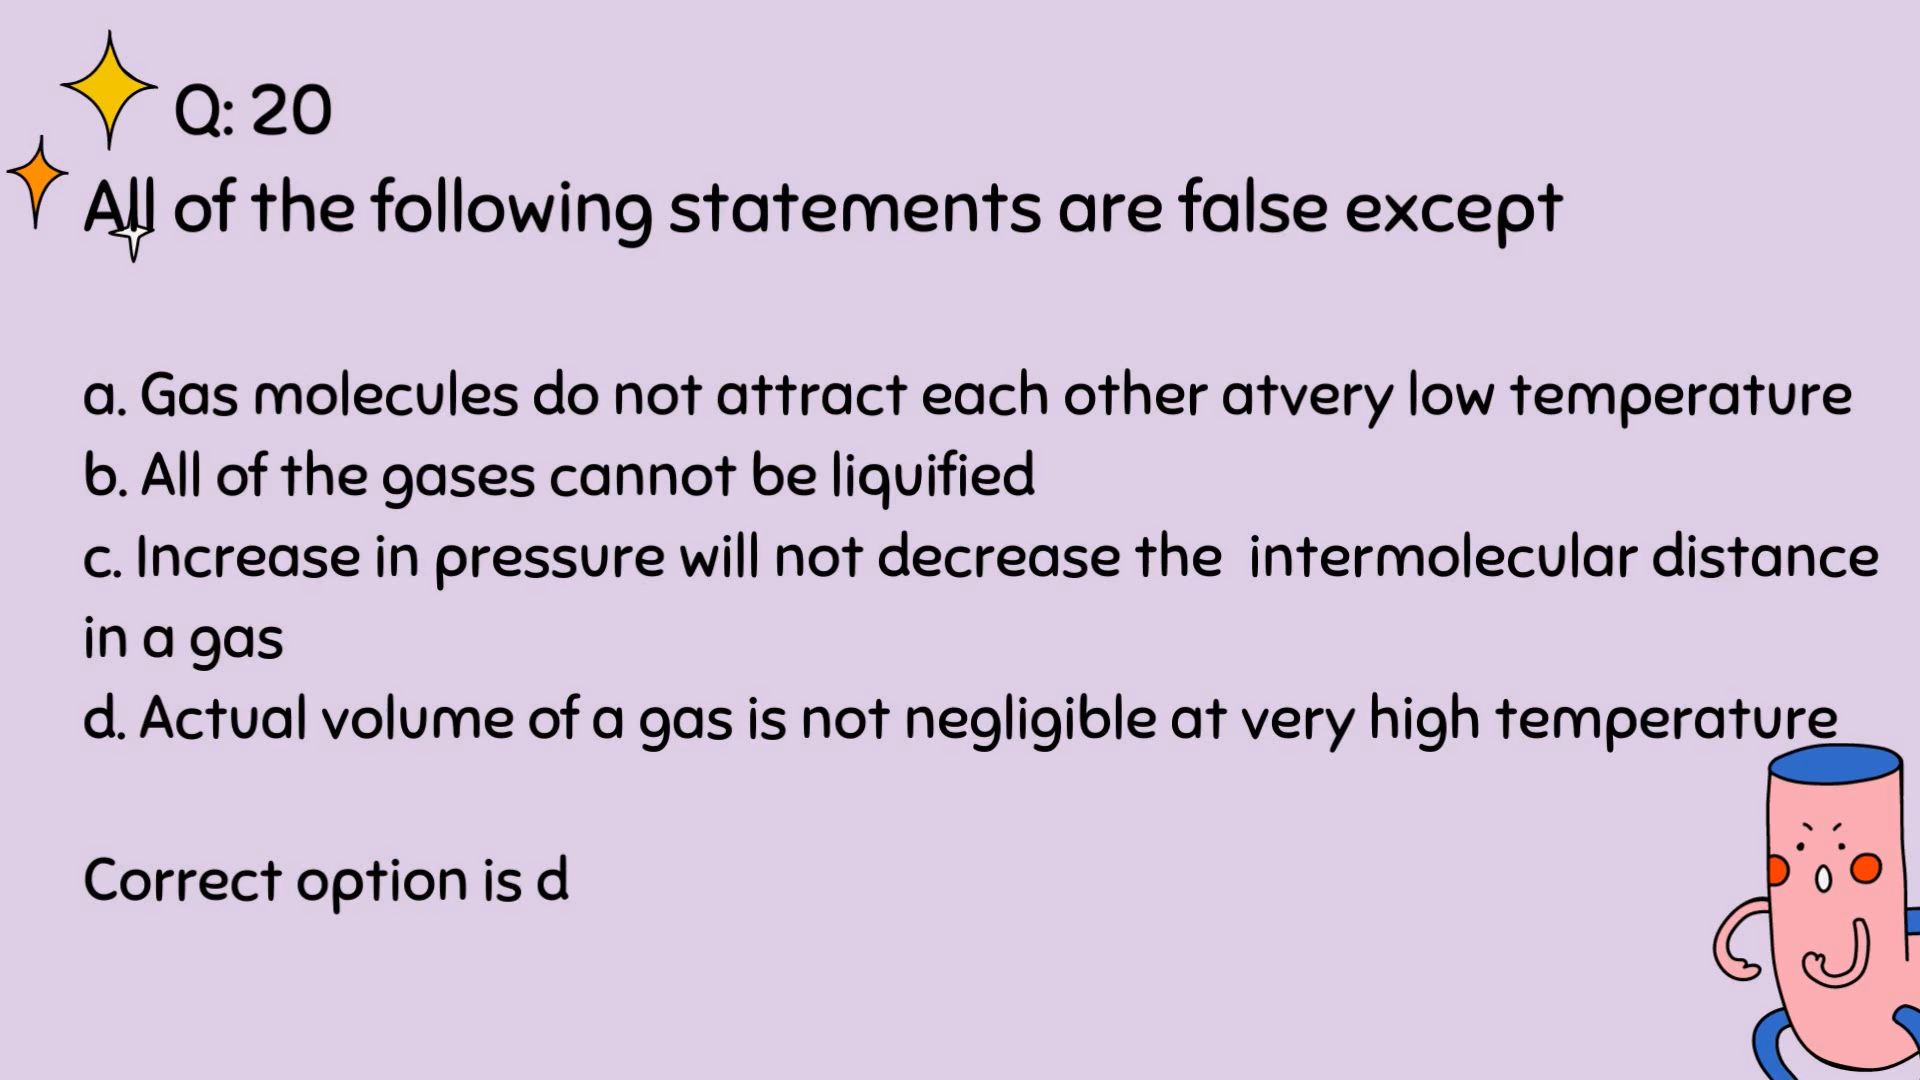 Q: 20
All of the following statements are false except
a. Gas molecules do not attract each other atvery low temperature
b. All of the gases cannot be liquified
c. Increase in pressure will not decrease the  intermolecular distance
in a gas
d. Actual volume of a gas is not negligible at very high temperature
Correct option is d